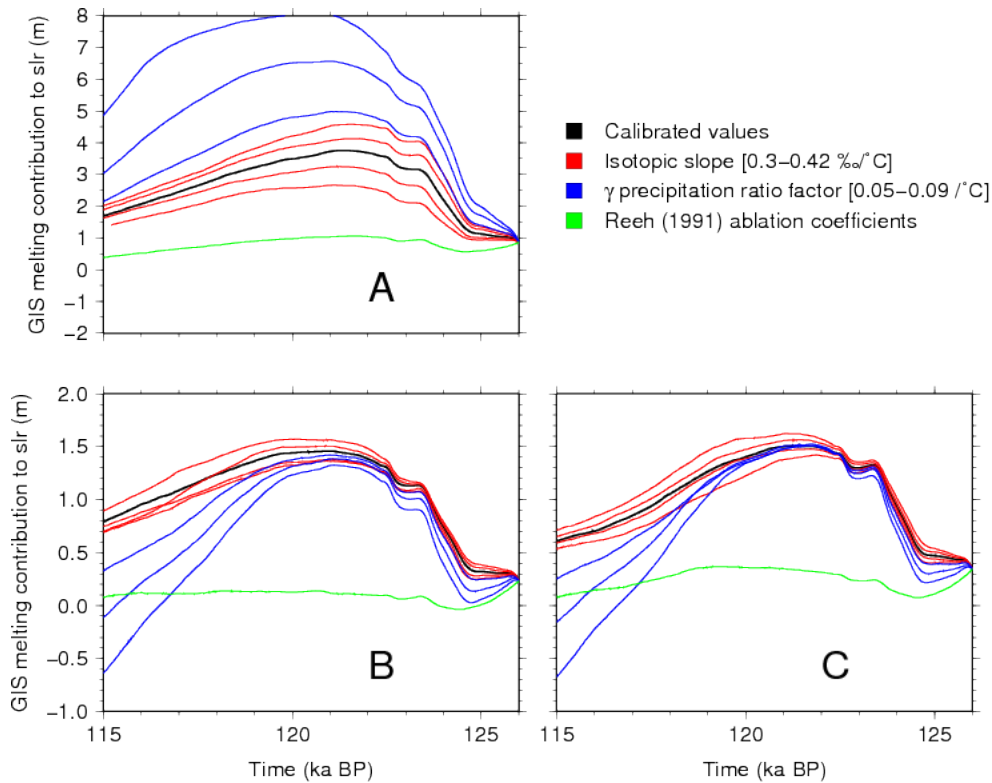 GIS melting contribution to slr (m)
8
7
6
5
4
3
2
1
0
−1
−2
115
120
125
A
Calibrated values
Isotopic slope [0.3–0.42 ‰/°C]
γ precipitation ratio factor [0.05–0.09 /°C]
Reeh (1991) ablation coefficients
GIS melting contribution to slr (m)
2.0
1.5
1.0
0.5
0.0
−0.5
−1.0
B
115
120
125
Time (ka BP)
C
115
120
125
Time (ka BP)